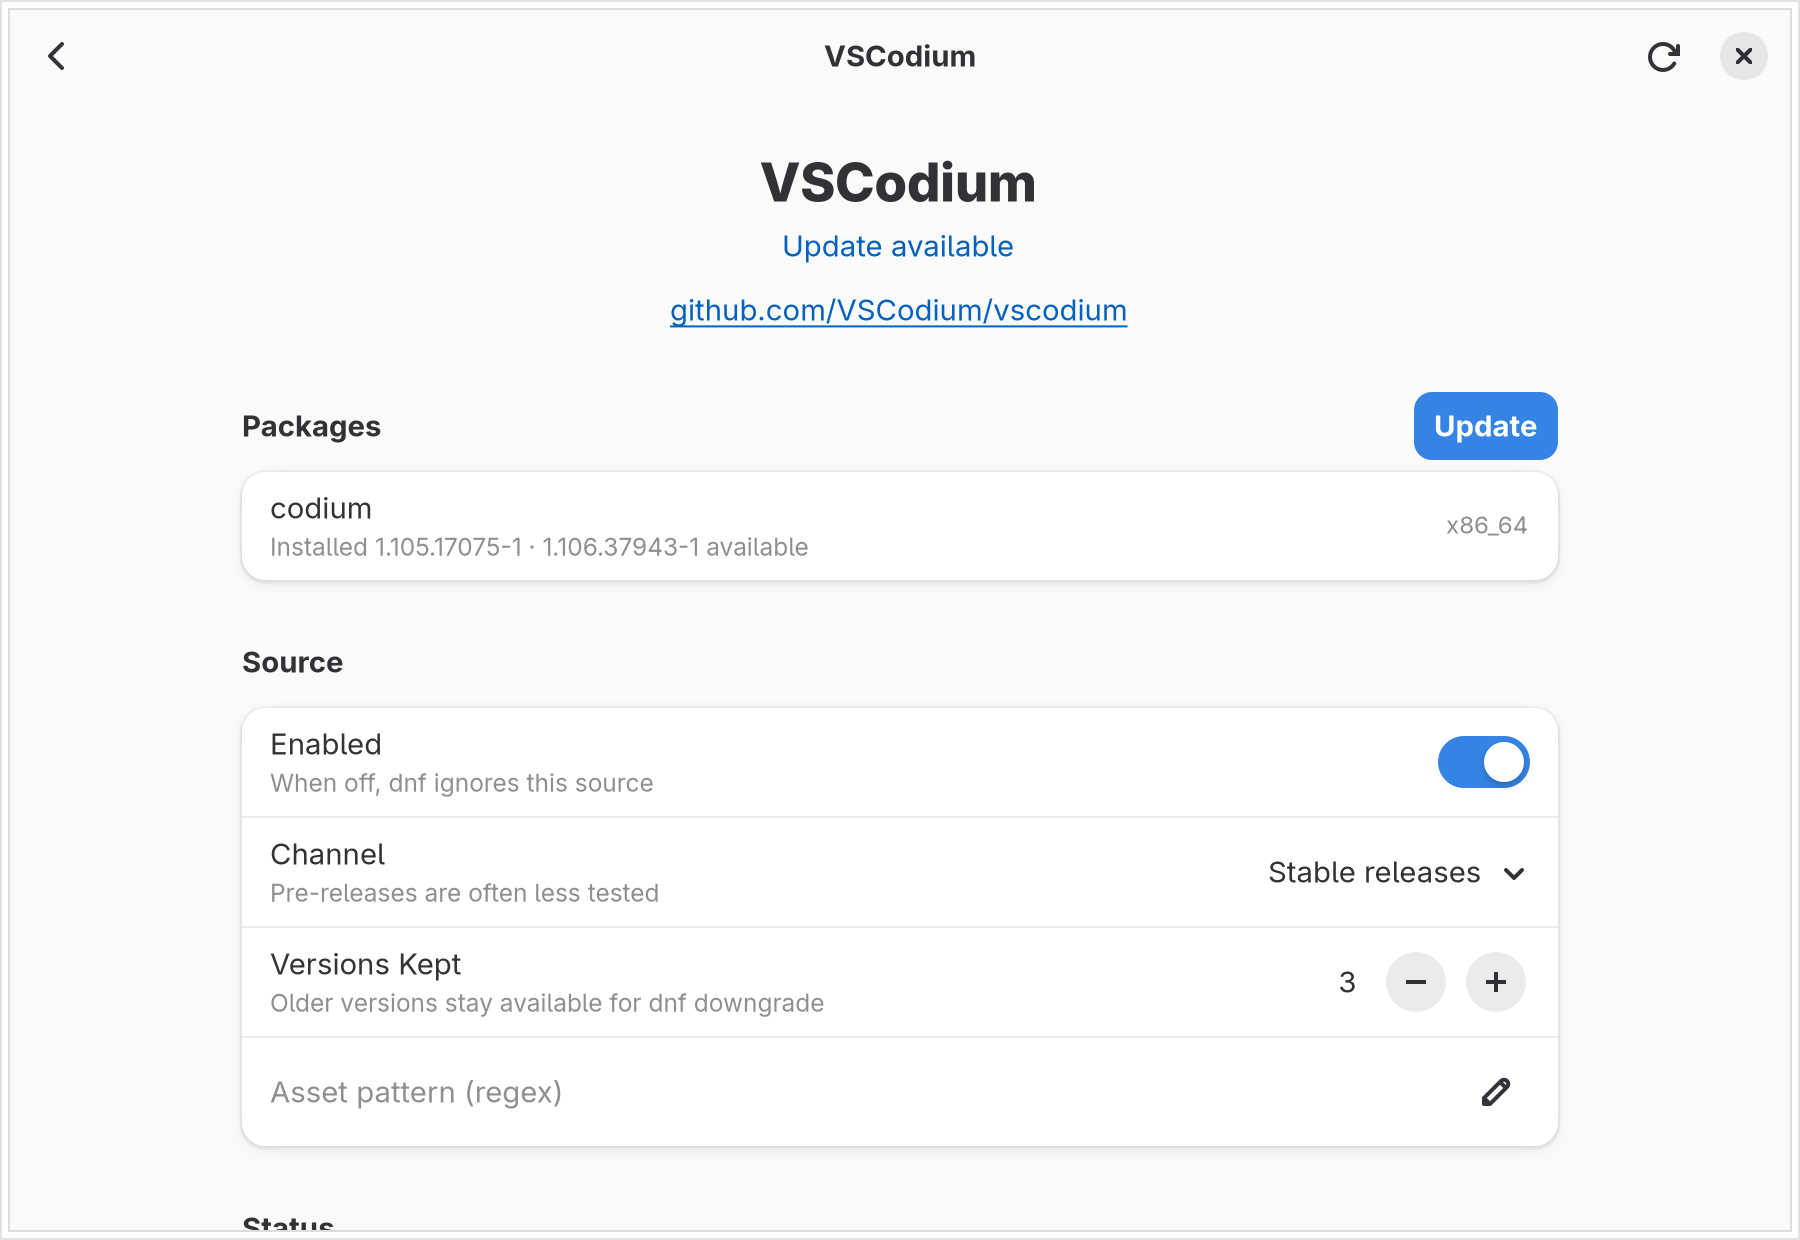 VSCodium
VSCodium
Update available
github.com/VSCodium/vscodium
Packages
Update
codium
Installed 1.105.17075-1 · 1.106.37943-1 available
x86_64
Source
Enabled
When off, dnf ignores this source
Channel
Pre-releases are often less tested
Stable releases
Versions Kept
Older versions stay available for dnf downgrade
3
Asset pattern (regex)
Status